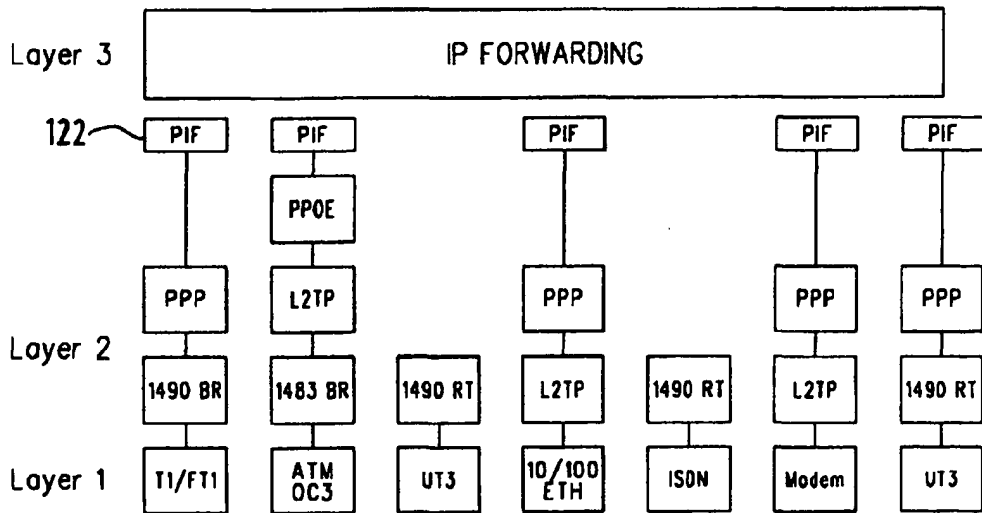 Layer 3
IP FORWARDING
122
PIF
PIF
PIF
PIF
PIF
PPOE
PPP
L2TP
PPP
PPP
PPP
Layer 2
1490 BR
1483 BR
1490 RT
L2TP
1490 RT
L2TP
1490 RT
Layer 1
T1/FT1
ATM
OC3
UT3
10/100
ETH
ISDN
Modem
UT3